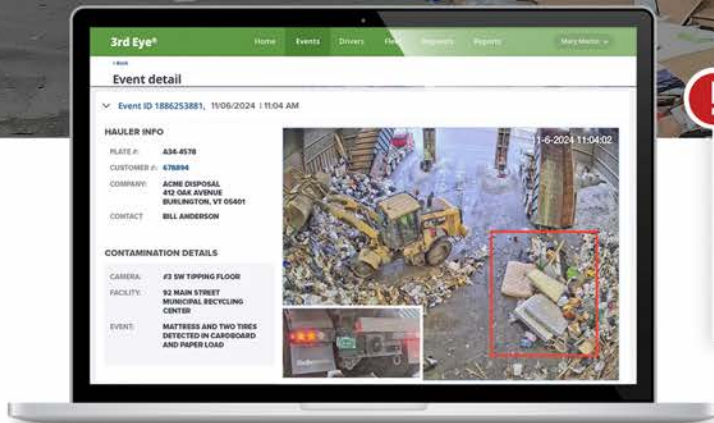 3rd Eye®
Home Events Drivers Fleet Shipments Reports
Event detail
Event ID 1886253881, 11/06/2024 | 11:04 AM
HAULER INFO
PLATE #: A34-4578
CUSTOMER #: 678894
COMPANY: ACME DISPOSAL
412 OAK AVENUE
BURLINGTON, VT 05401
CONTACT BILL ANDERSON
11-6-2024 11:04:02
CONTAMINATION DETAILS
CAMERA: #3 SW TIPPING FLOOR
FACILITY: 92 MAIN STREET
MUNICIPAL RECYCLING
CENTER
EVENT: MATTRESS AND TWO TIRES
DETECTED IN CARDBOARD
AND PAPER LOAD